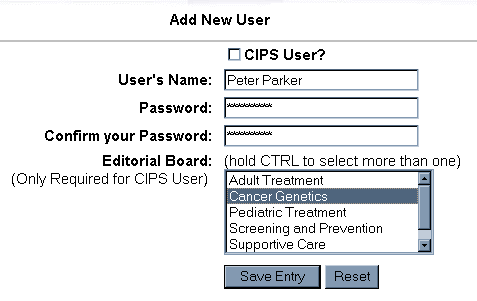 Add New User
CIPS User?
User's Name: Peter Parker
Password: **********
Confirm your Password: **********
Editorial Board: (hold CTRL to select more than one)
(Only Required for CIPS User)
Adult Treatment
Cancer Genetics
Pediatric Treatment
Screening and Prevention
Supportive Care
Save Entry Reset